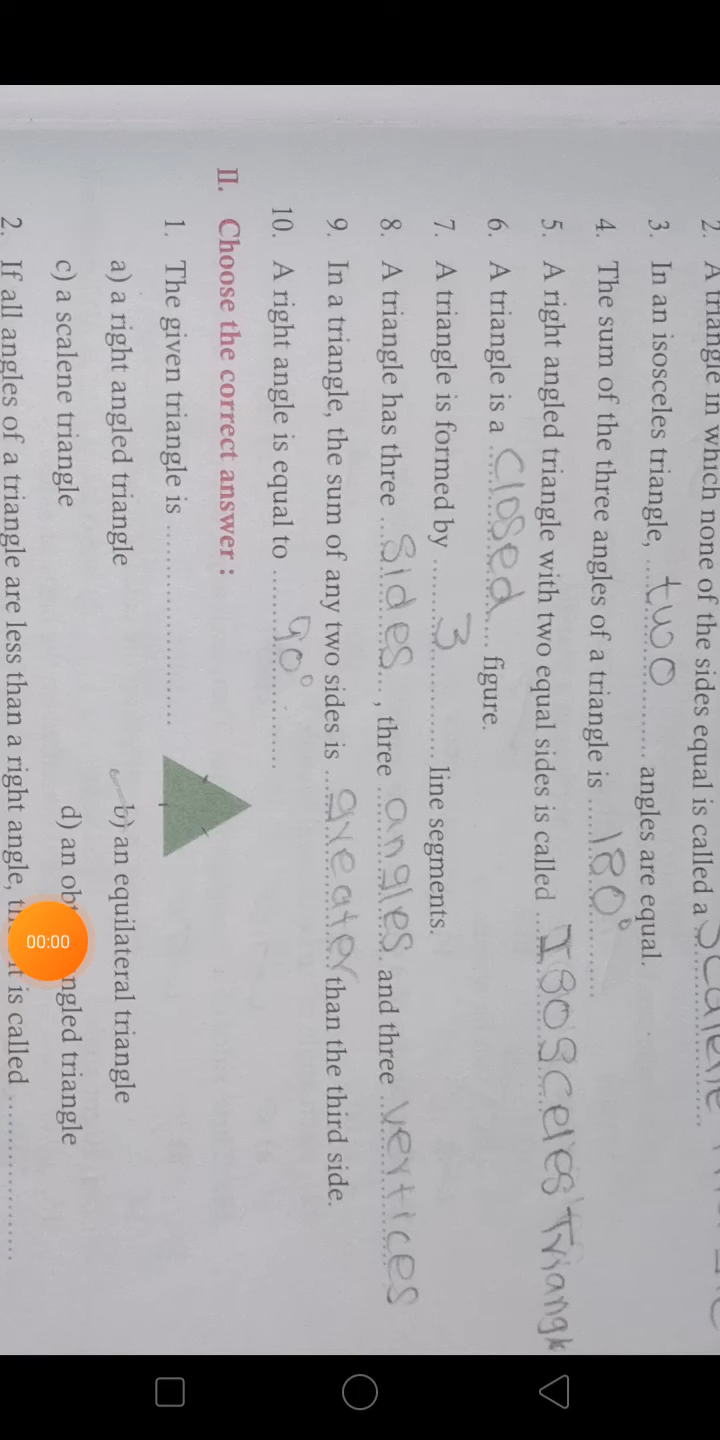 2. A triangle in which none of the sides equal is called a Scalene
3. In an isosceles triangle, ....two.... angles are equal.
4. The sum of the three angles of a triangle is ....180°....
5. A right angled triangle with two equal sides is called ....Isosceles Triangl
6. A triangle is a ....closed.... figure.
7. A triangle is formed by ....3.... line segments.
8. A triangle has three ....sides...., three ....angles.... and three ....vertices
9. In a triangle, the sum of any two sides is ....greater than the third side.
10. A right angle is equal to ....90°....
II. Choose the correct answer :
1. The given triangle is ........................
a) a right angled triangle b) an equilateral triangle
c) a scalene triangle d) an ngled triangle
2. If all angles of a triangle are less than a right angle, it is called ....................
00:00